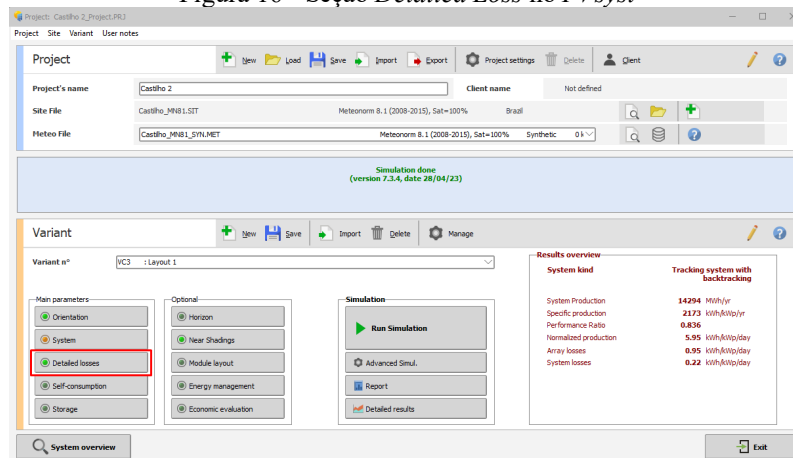 Figura 16 - Seção Detailed Loss no PVsyst
Project: Castilho 2_Project.PRJ
Project Site Variant User notes
Project New Load Save Import Export Project settings Delete Client
Project's name Castilho 2 Client name Not defined
Site File Castilho_MN81.SIT Meteonorm 8.1 (2008-2015), Sat=100% Brazil
Meteo File Castilho_MN81_SYN.MET Meteonorm 8.1 (2008-2015), Sat=100% Synthetic 0 k
Simulation done
(version 7.3.4, date 28/04/23)
Variant New Save Import Delete Manage
Variant n° VC3 : Layout 1
Results overview
System kind Tracking system with backtracking
System Production 14294 MWh/yr
Specific production 2173 kWh/kWp/yr
Performance Ratio 0.836
Normalized production 5.95 kWh/kWp/day
Array losses 0.95 kWh/kWp/day
System losses 0.22 kWh/kWp/day
Main parameters
Orientation
System
Detailed losses
Self-consumption
Storage
Optional
Horizon
Near Shadings
Module layout
Energy management
Economic evaluation
Simulation
Run Simulation
Advanced Simul.
Report
Detailed results
System overview
Exit